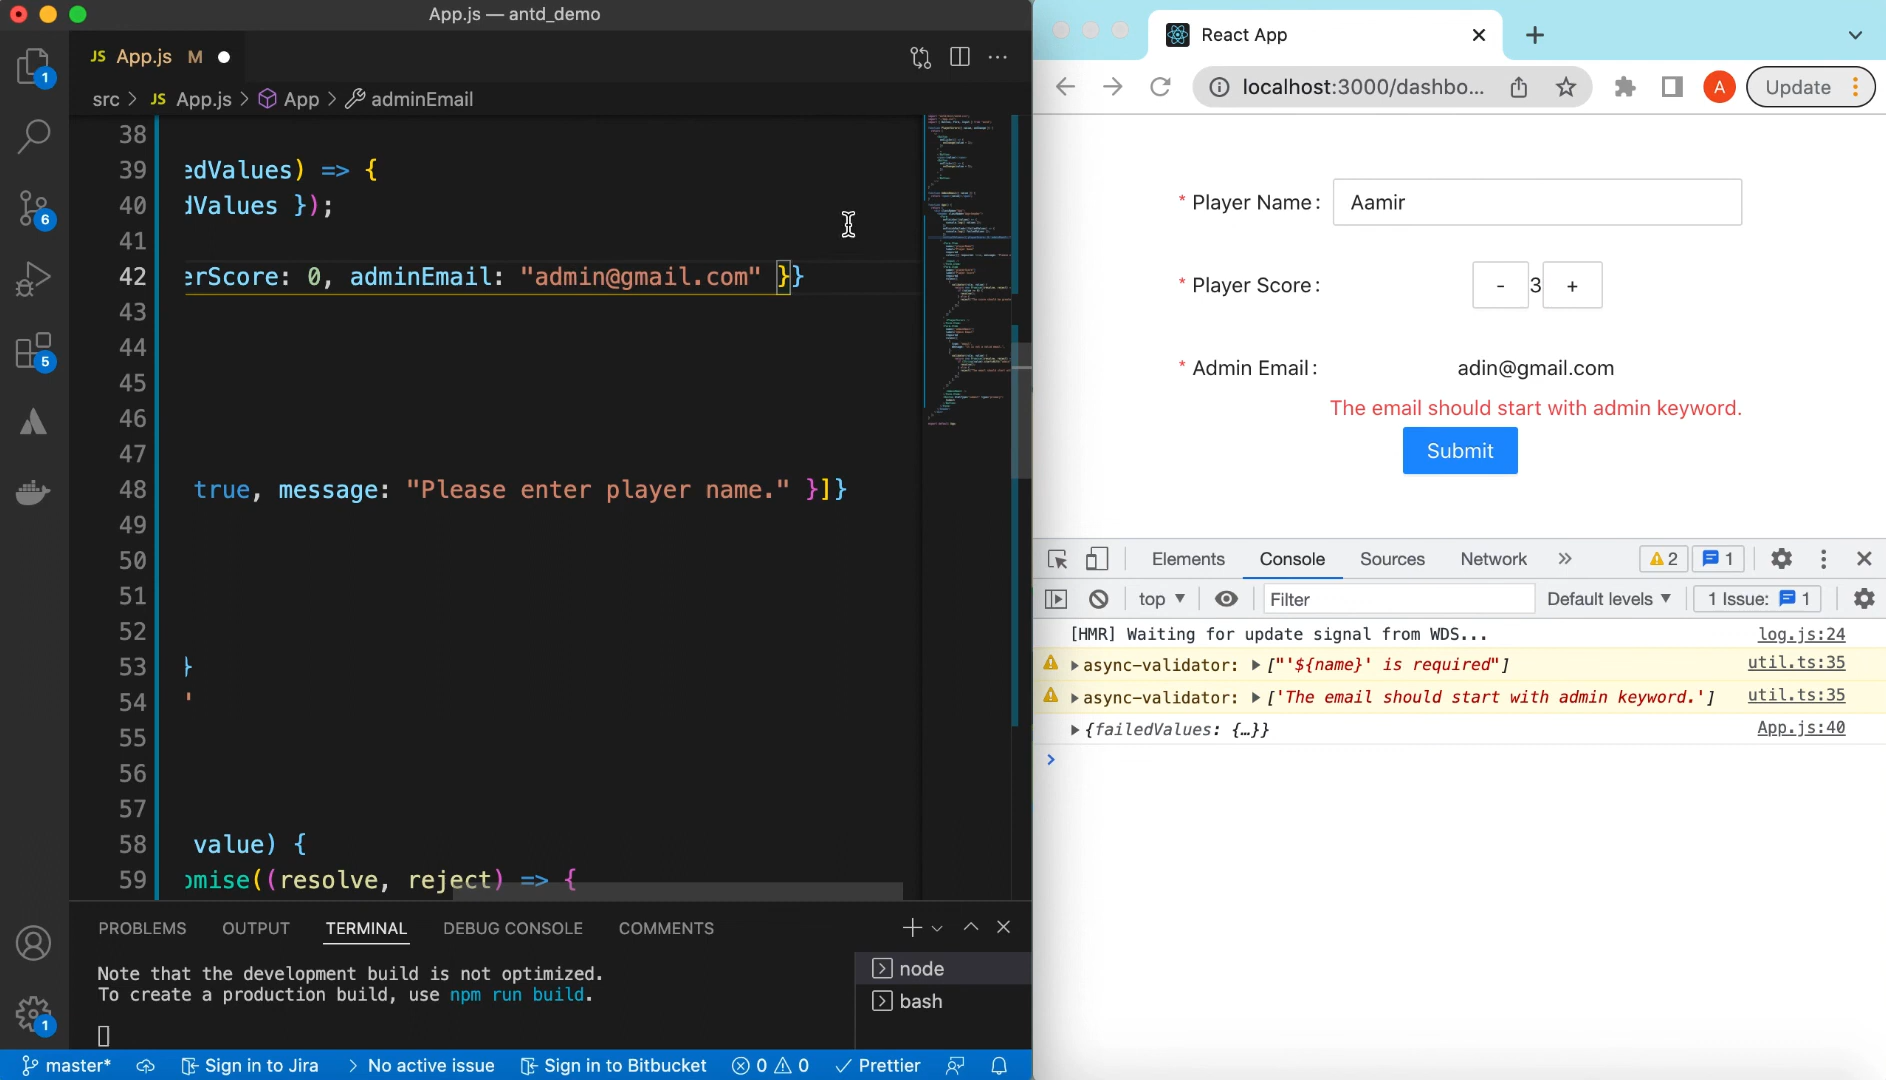 App.js — antd_demo
JS App.js M
src > JS App.js > App > adminEmail
38
39 edValues) => {
40 dValues });
41
42 erScore: 0, adminEmail: "admin@gmail.com" }}
43
44
45
46
47
48 true, message: "Please enter player name." }]}
49
50
51
52
53 }
54 '
55
56
57
58 value) {
59 omise((resolve, reject) => {
1
6
5
1
PROBLEMS OUTPUT TERMINAL DEBUG CONSOLE COMMENTS
Note that the development build is not optimized.
To create a production build, use npm run build.
node
bash
master* Sign in to Jira No active issue Sign in to Bitbucket 0 0 Prettier
React App
localhost:3000/dashbo... A Update
* Player Name: Aamir
* Player Score: - 3 +
* Admin Email: adin@gmail.com
The email should start with admin keyword.
Submit
Elements Console Sources Network 2 1
top Filter Default levels 1 Issue: 1
[HMR] Waiting for update signal from WDS... log.js:24
async-validator: ["'${name}' is required"] util.ts:35
async-validator: ['The email should start with admin keyword.'] util.ts:35
{failedValues: {…}} App.js:40